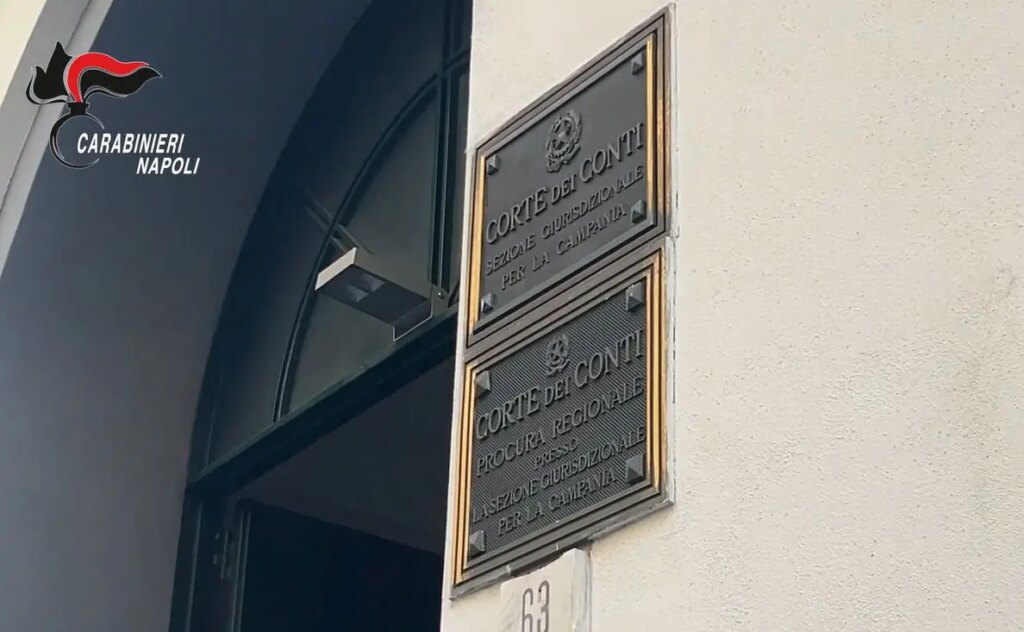 CARABINIERI
NAPOLI
CORTE DEI CONTI
SEZIONE GIURISDIZIONALE
PER LA CAMPANIA
CORTE DEI CONTI
PROCURA REGIONALE
PRESSO
LA SEZIONE GIURISDIZIONALE
PER LA CAMPANIA
63